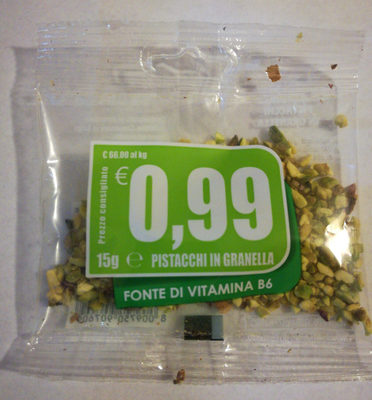 € 66.00 al kg
Prezzo consigliato
€ 0,99
15g ℮ PISTACCHI IN GRANELLA
FONTE DI VITAMINA B6